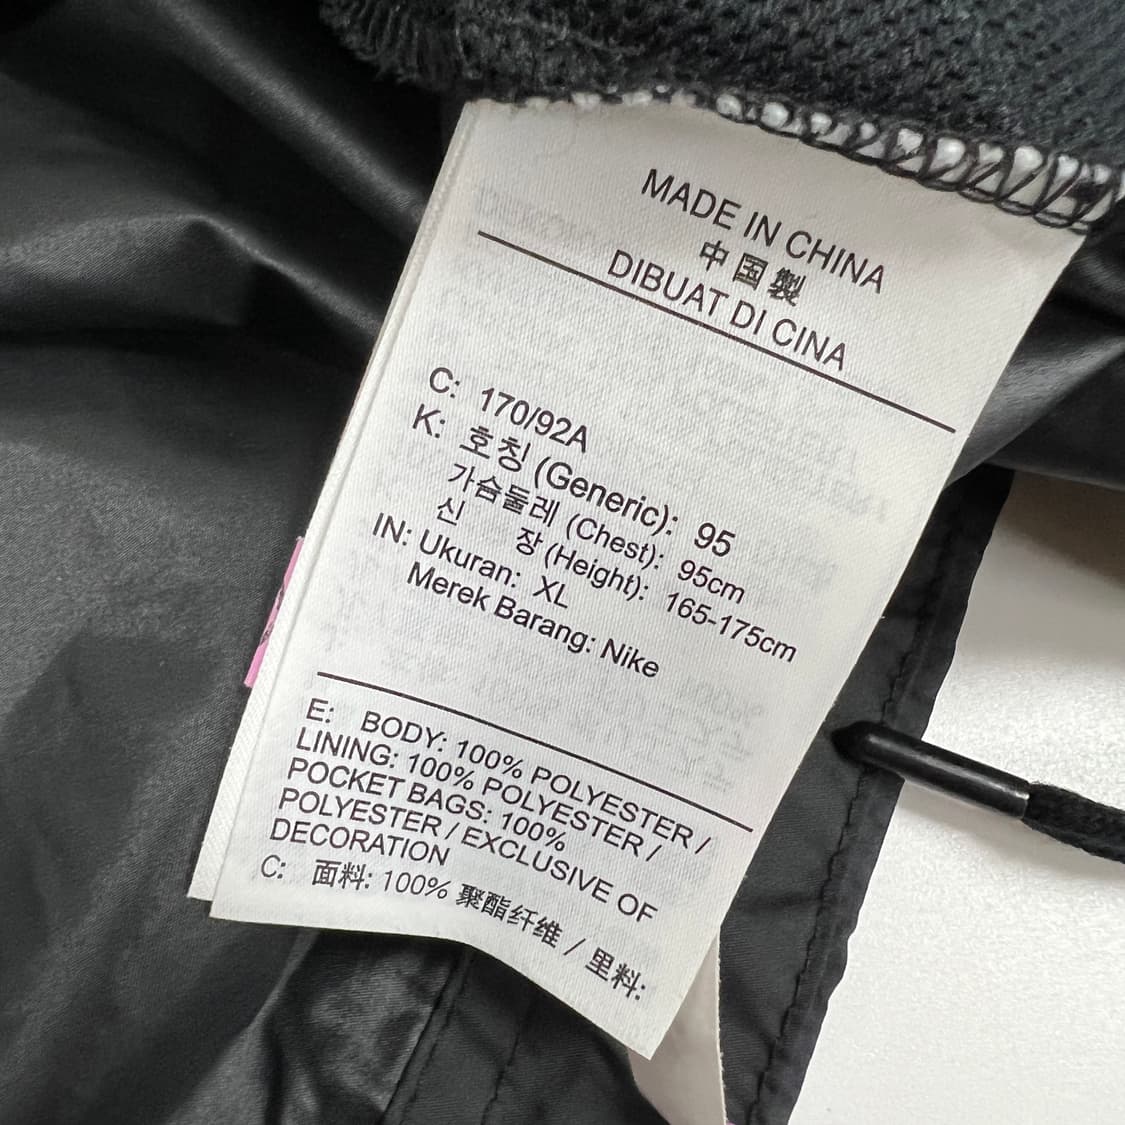 MADE IN CHINA
中国製
DIBUAT DI CINA
C: 170/92A
K: 호칭 (Generic): 95
가슴둘레 (Chest): 95cm
신 장 (Height): 165-175cm
IN: Ukuran: XL
Merek Barang: Nike
E: BODY: 100% POLYESTER /
LINING: 100% POLYESTER /
POCKET BAGS: 100%
POLYESTER / EXCLUSIVE OF
DECORATION
C: 面料: 100% 聚酯纤维 / 里料: